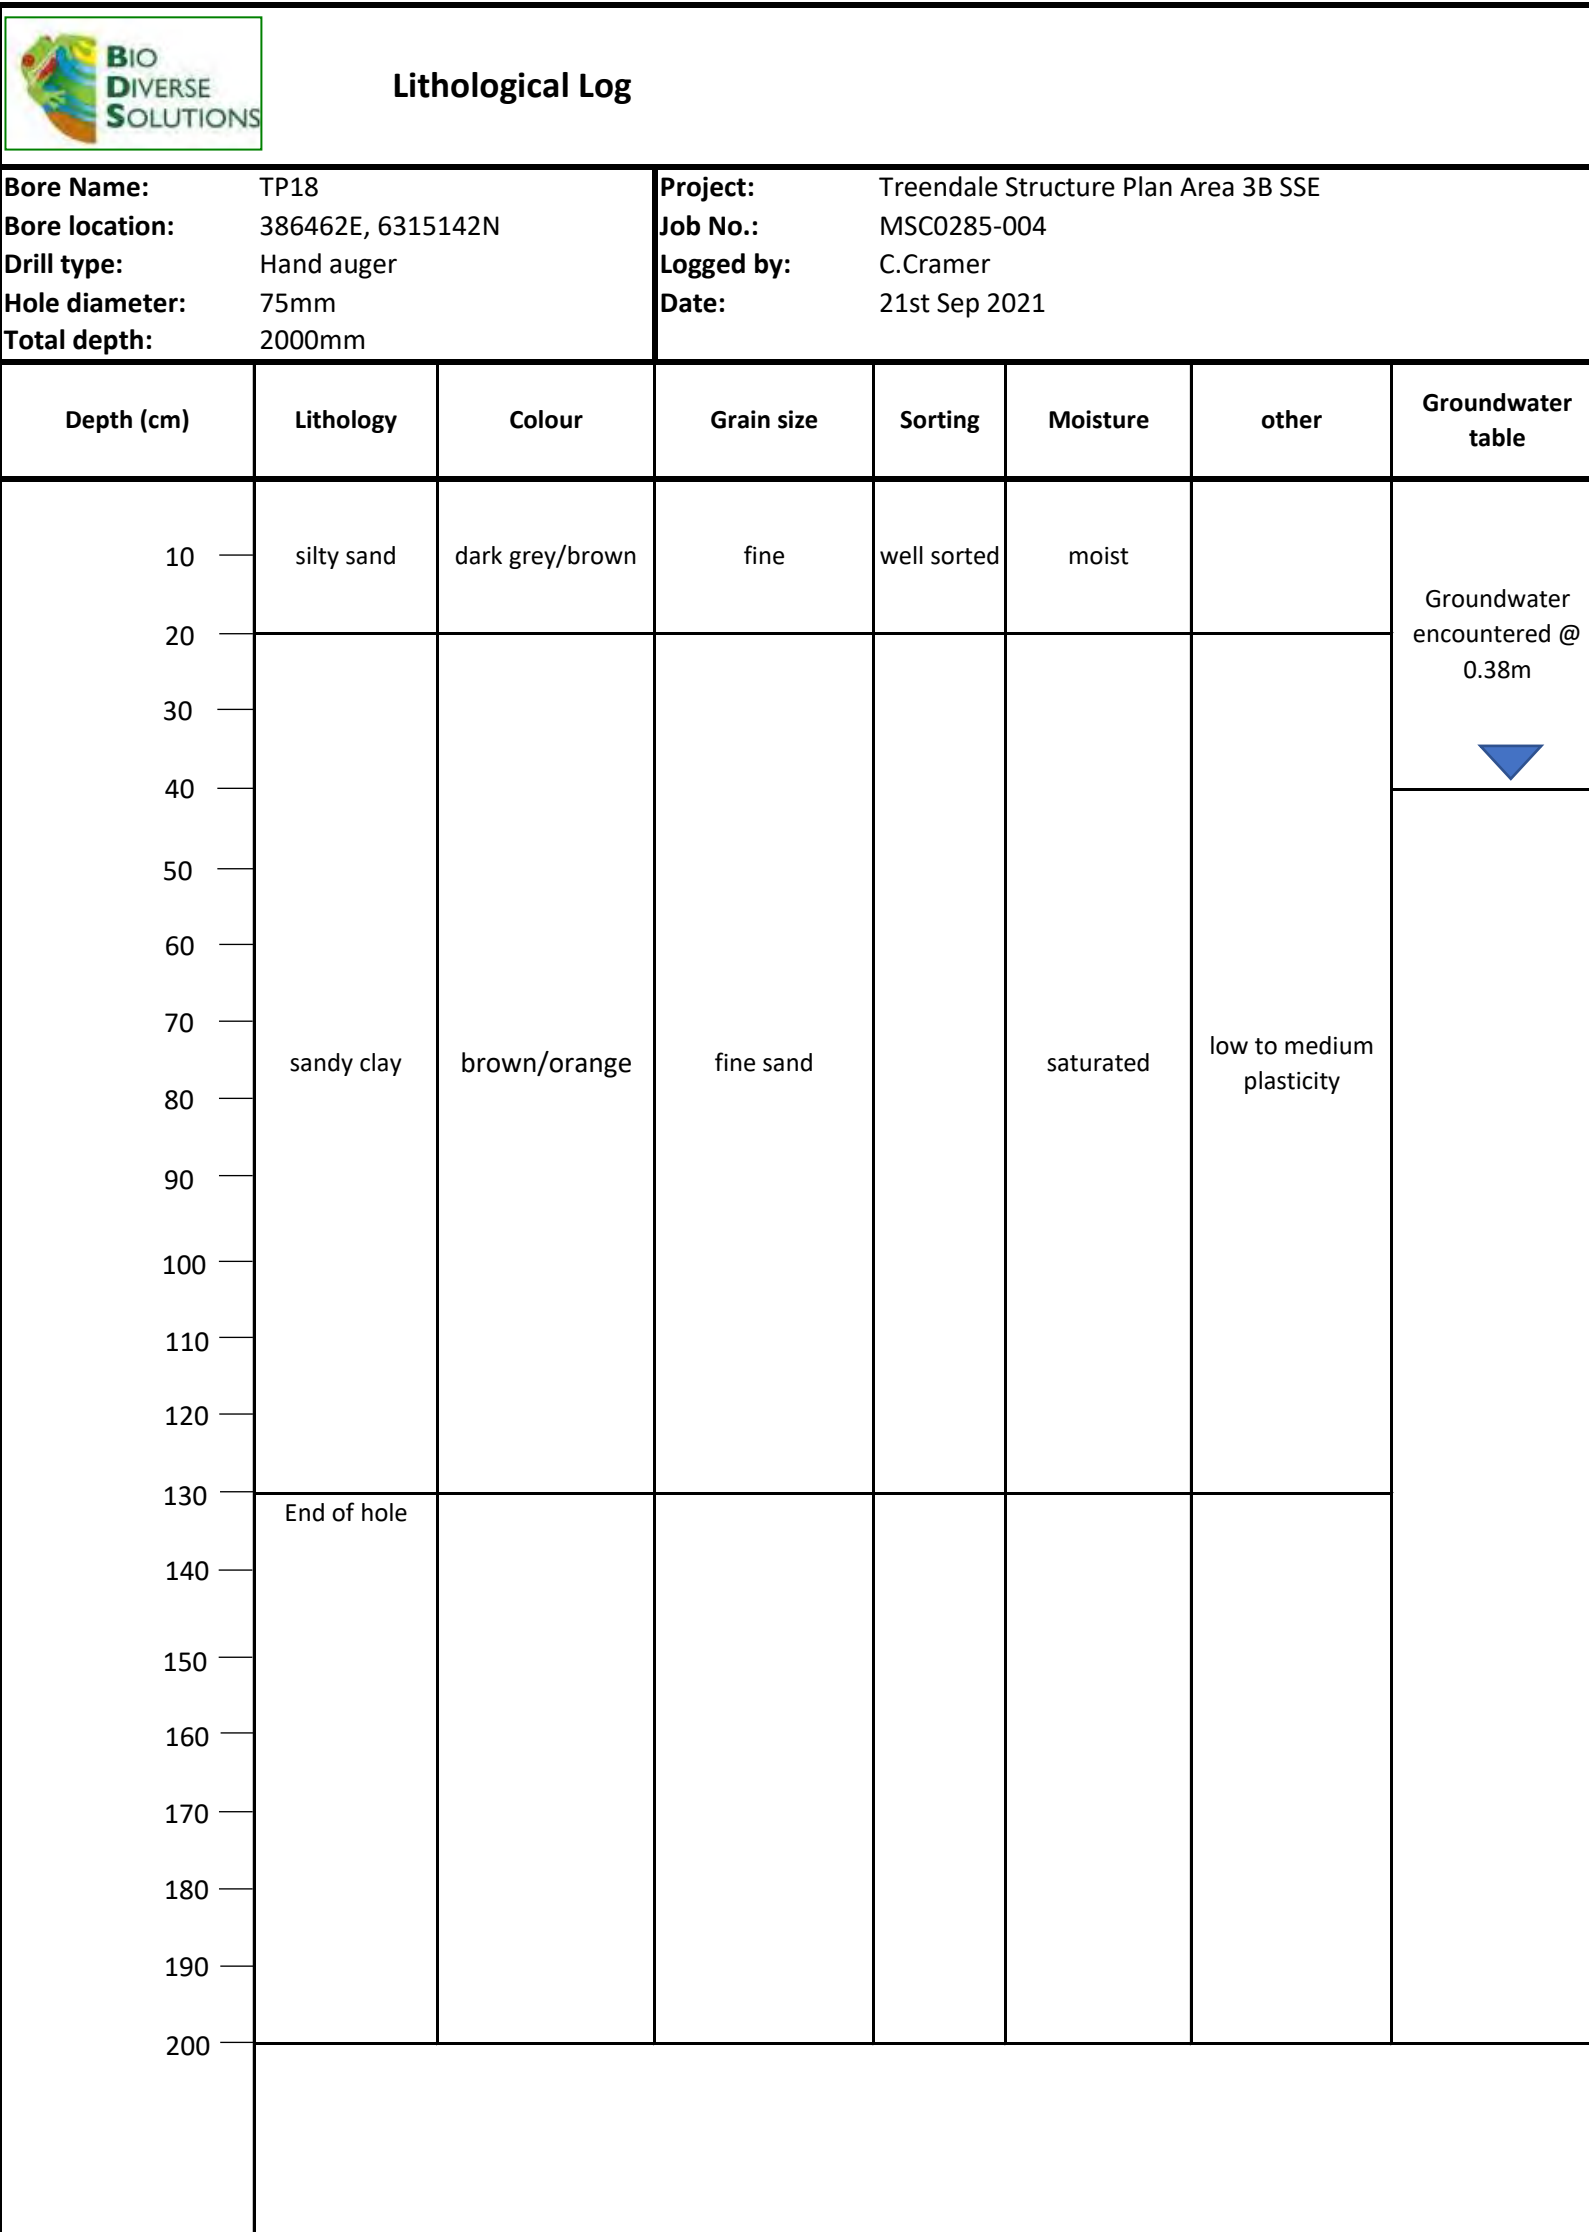 BIO
DIVERSE
SOLUTIONS
Lithological Log
Bore Name: TP18 Project: Treendale Structure Plan Area 3B SSE
Bore location: 386462E, 6315142N Job No.: MSC0285-004
Drill type: Hand auger Logged by: C.Cramer
Hole diameter: 75mm Date: 21st Sep 2021
Total depth: 2000mm
Depth (cm) Lithology Colour Grain size Sorting Moisture other Groundwater
table
10 silty sand dark grey/brown fine well sorted moist
Groundwater
20 encountered @
0.38m
30
40
50
60
70
low to medium
sandy clay brown/orange fine sand saturated
plasticity
80
90
100
110
120
130
End of hole
140
150
160
170
180
190
200